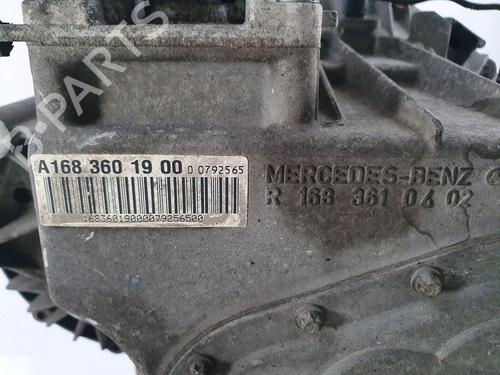 B-PARTS
A168 360 19 00 0 0792565
16836019000079256500
MERCEDES-BENZ
R 168 361 04 02